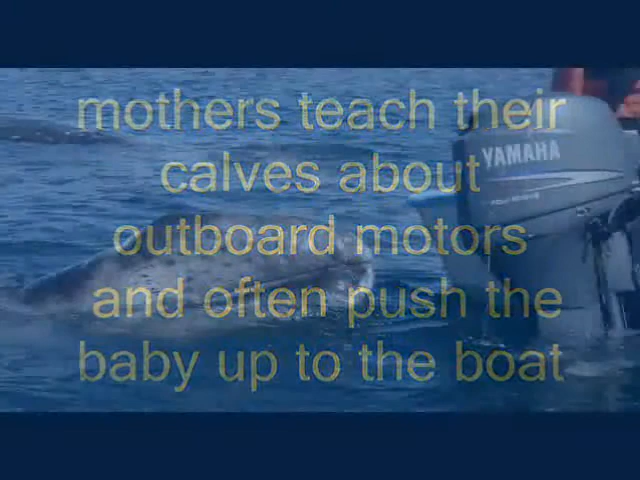 mothers teach their
calves about
outboard motors
and often push the
baby up to the boat
YAMAHA